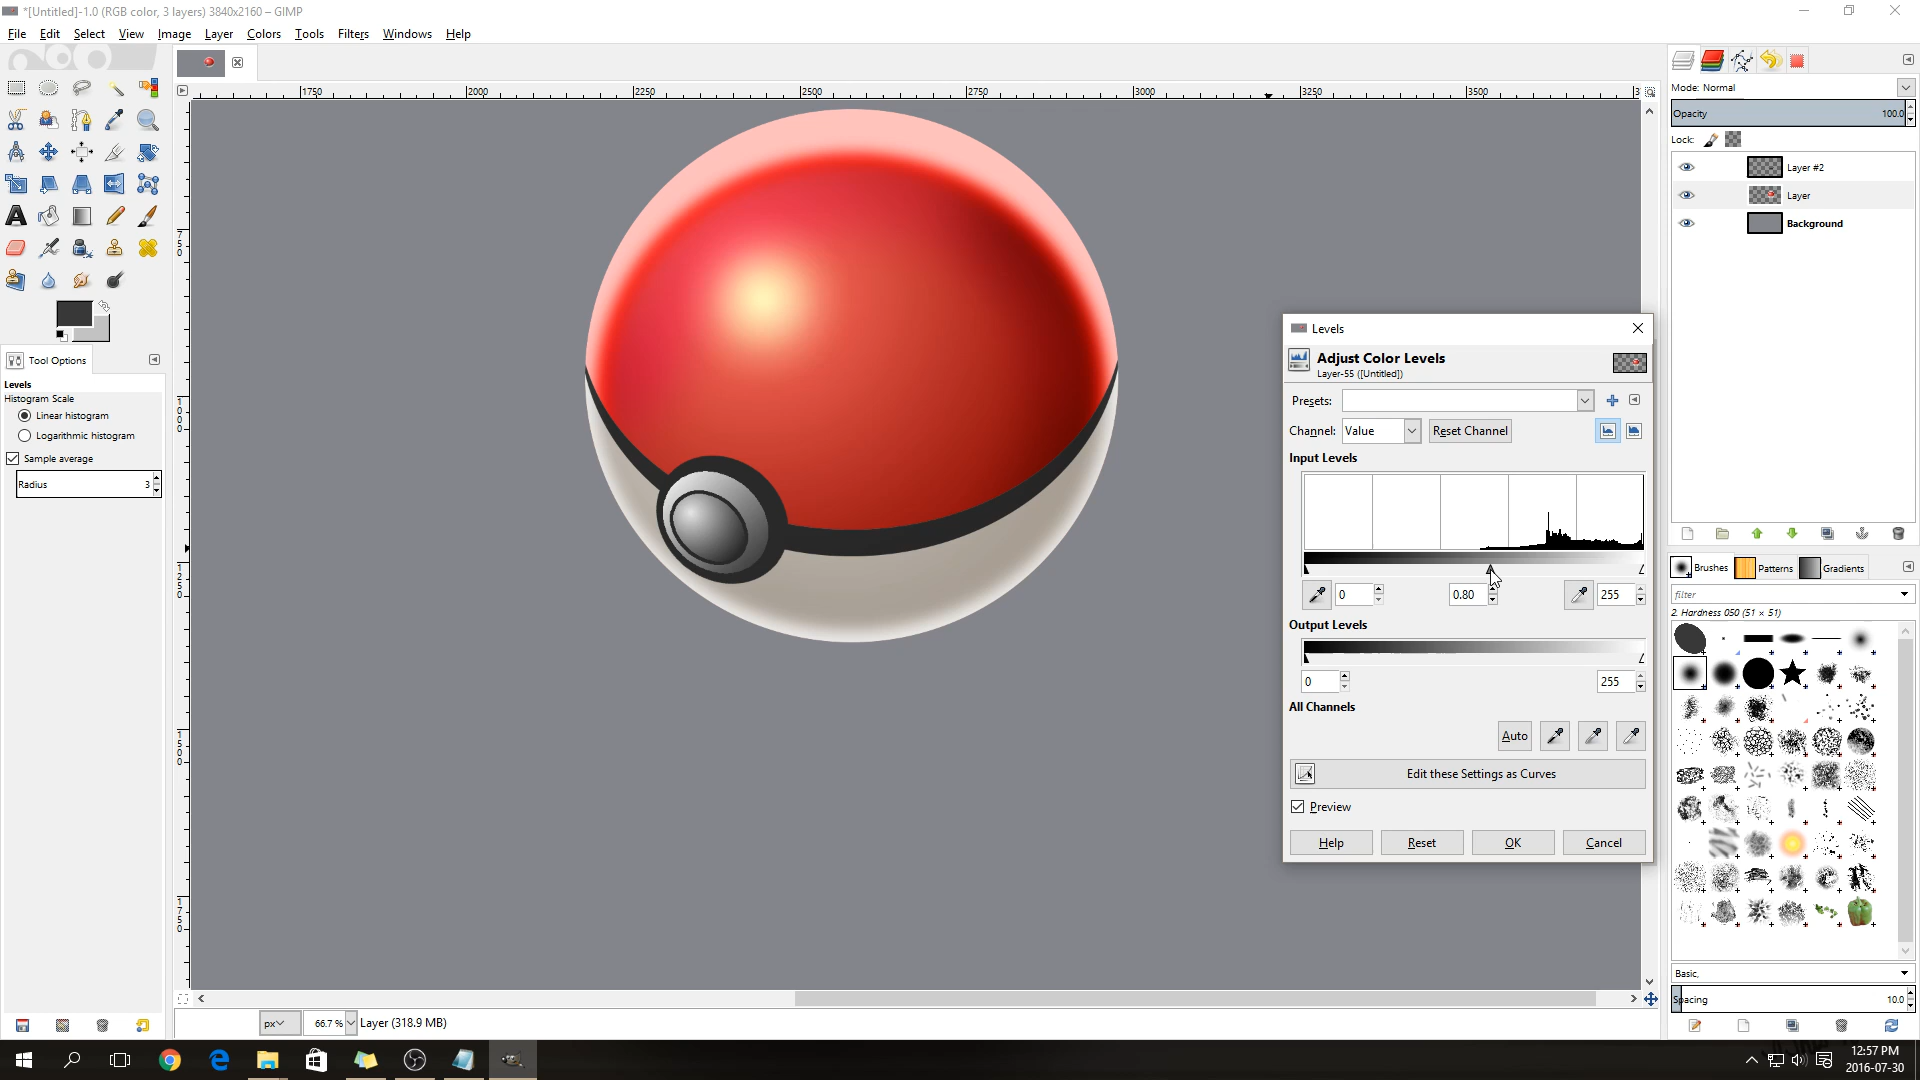 *[Untitled]-1.0 (RGB color, 3 layers) 3840x2160 – GIMP
File Edit Select View Image Layer Colors Tools Filters Windows Help
1750 2000 2250 2500 2750 3000 3250 3500
Mode: Normal
Opacity 100.0
Lock:
Layer #2
Layer
Background
750
1000
1250
1500
1750
Tool Options
Levels
Histogram Scale
Linear histogram
Logarithmic histogram
Sample average
Radius 3
Levels
Adjust Color Levels
Layer-55 ([Untitled])
Presets:
Channel: Value Reset Channel
Input Levels
0 0.80 255
Output Levels
0 255
All Channels
Auto
Edit these Settings as Curves
Preview
Help Reset OK Cancel
Brushes Patterns Gradients
filter
2. Hardness 050 (51 × 51)
Basic,
Spacing 10.0
px 66.7 % Layer (318.9 MB)
12:57 PM
2016-07-30